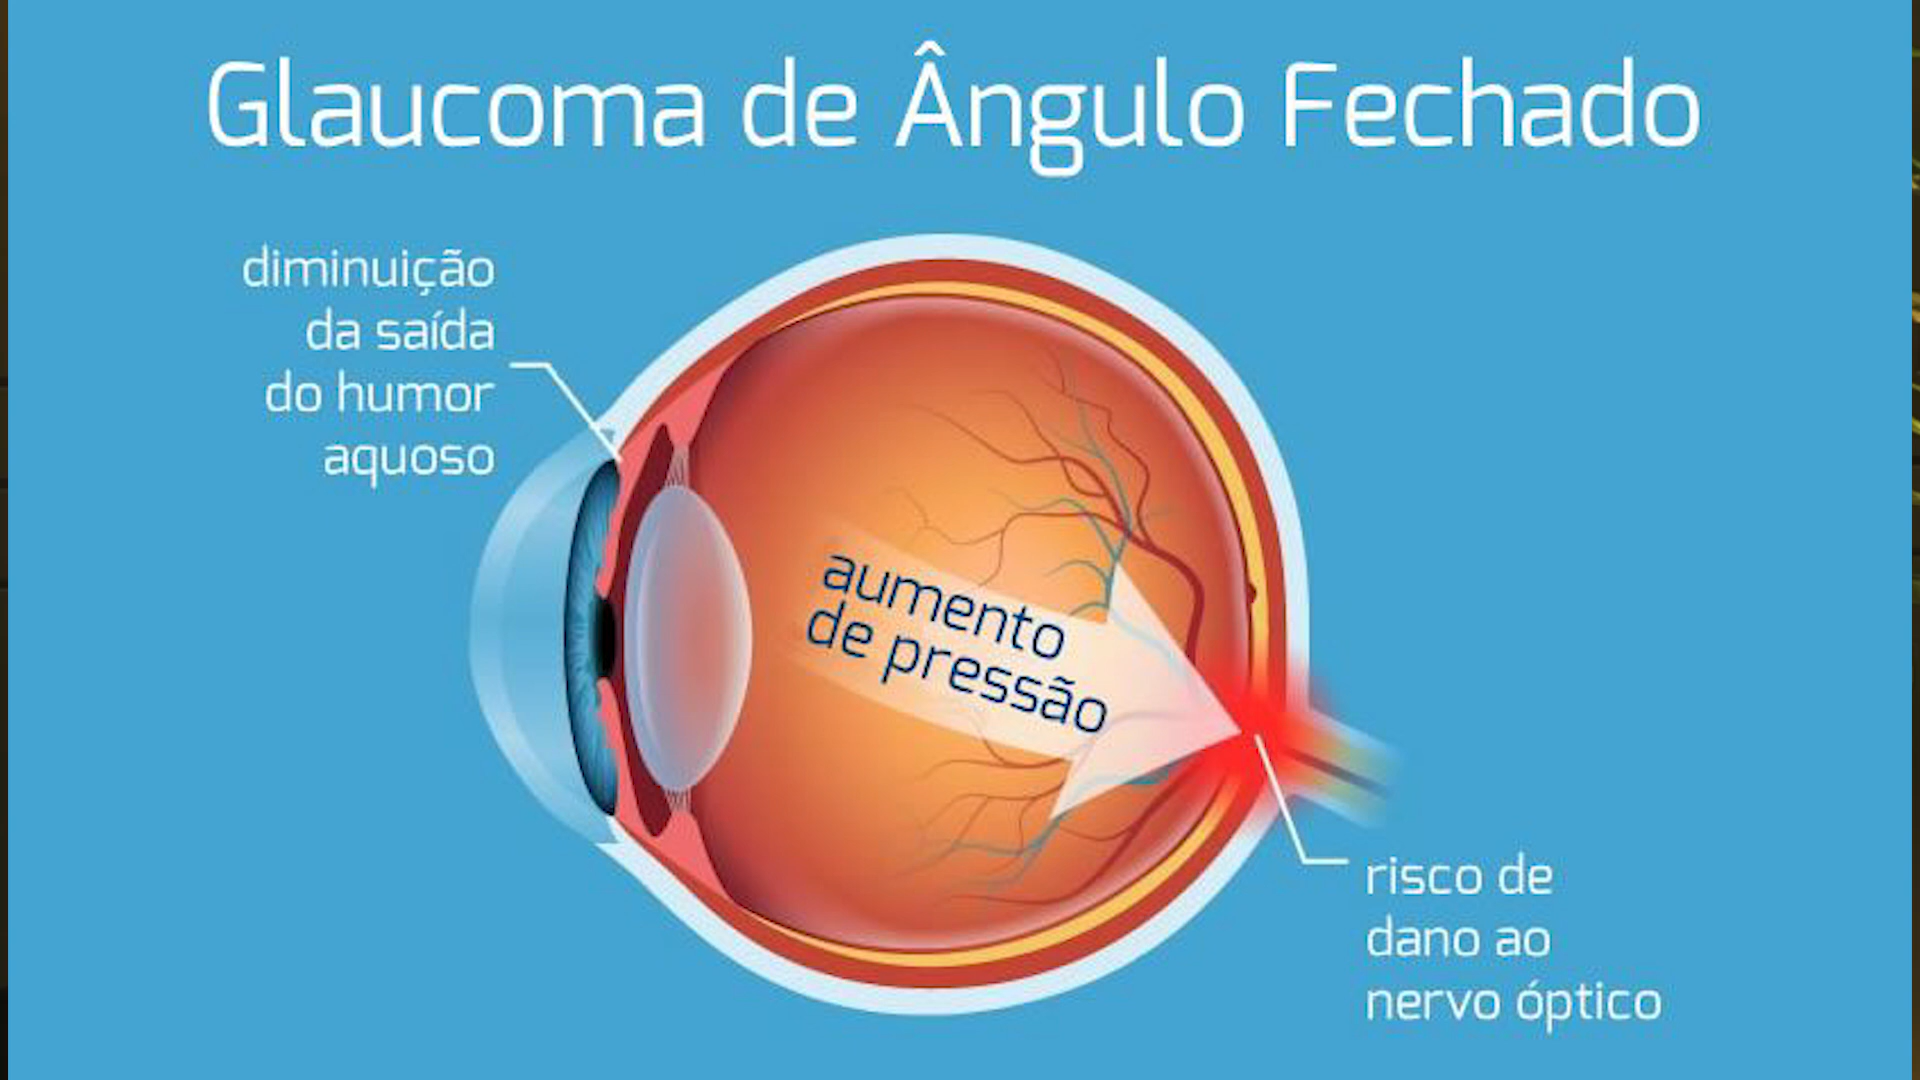 Glaucoma de Ângulo Fechado
diminuição
da saída
do humor
aquoso
aumento
de pressão
risco de
dano ao
nervo óptico